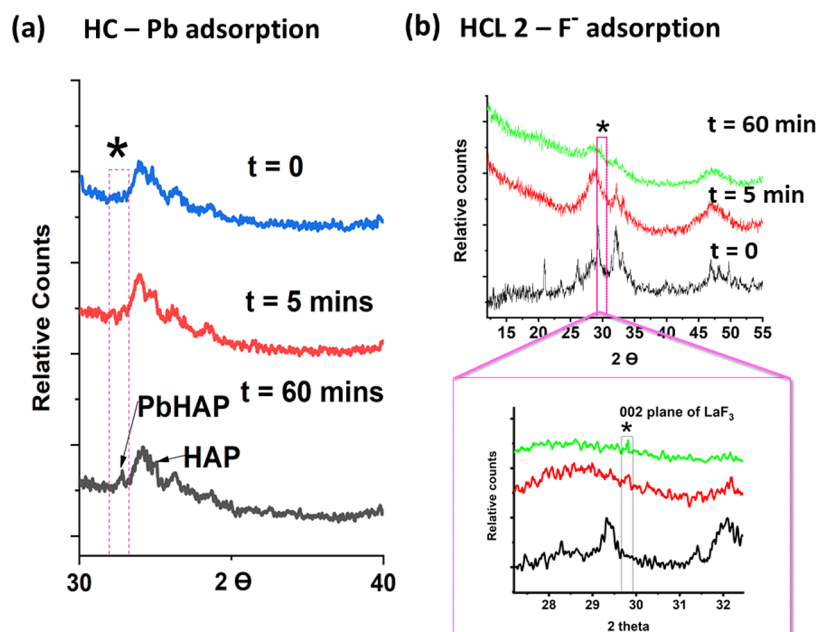 (a) HC – Pb adsorption
*
t = 0
t = 5 mins
t = 60 mins
PbHAP
HAP
Relative Counts
30 40
2 ϴ
(b) HCL 2 – F⁻ adsorption
*
t = 60 min
t = 5 min
t = 0
Relative counts
15 20 25 30 35 40 45 50 55
2 ϴ
002 plane of LaF₃
*
Relative counts
28 29 30 31 32
2 theta